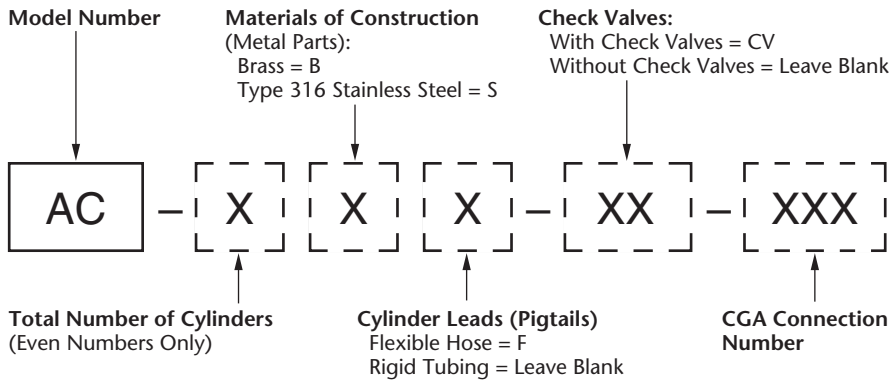 Model Number
Materials of Construction
(Metal Parts):
Brass = B
Type 316 Stainless Steel = S
Check Valves:
With Check Valves = CV
Without Check Valves = Leave Blank
AC – X X X – XX – XXX
Total Number of Cylinders
(Even Numbers Only)
Cylinder Leads (Pigtails)
Flexible Hose = F
Rigid Tubing = Leave Blank
CGA Connection
Number